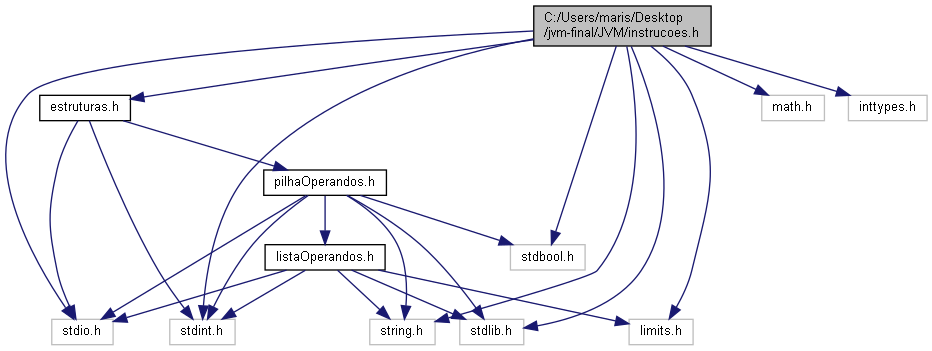 C:/Users/maris/Desktop
/jvm-final/JVM/instrucoes.h
estruturas.h
math.h
inttypes.h
pilhaOperandos.h
listaOperandos.h
stdbool.h
stdio.h
stdint.h
string.h
stdlib.h
limits.h